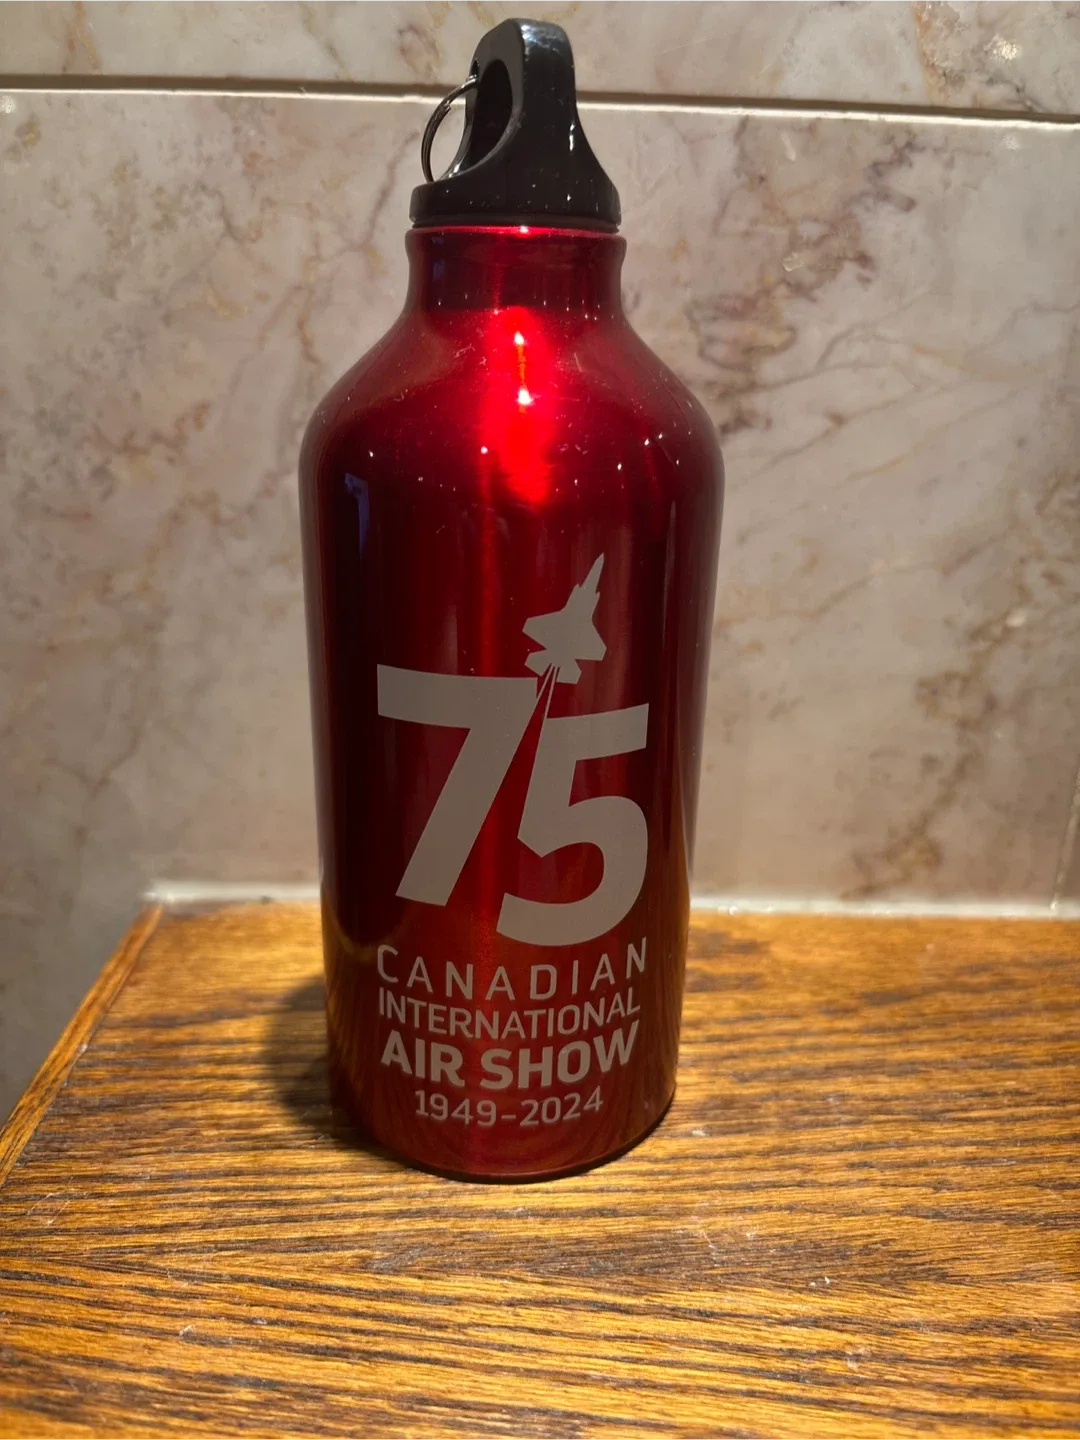 75
CANADIAN
INTERNATIONAL
AIR SHOW
1949-2024